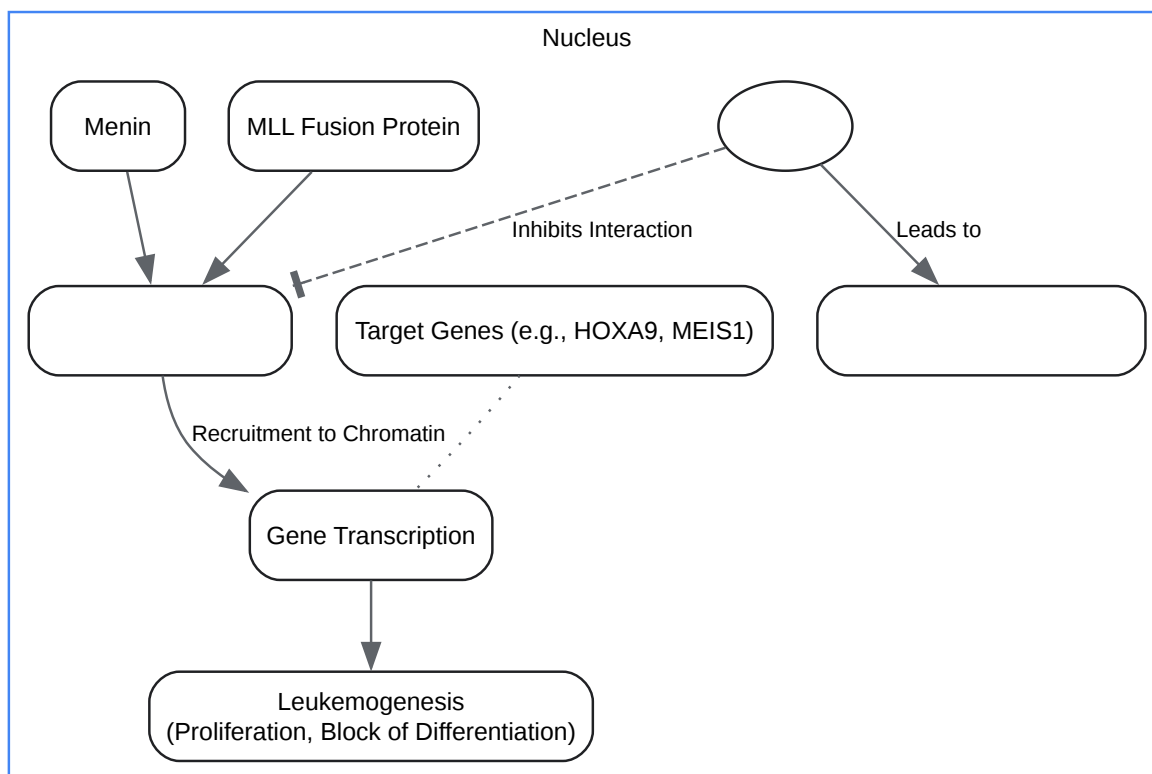 Nucleus
Menin
MLL Fusion Protein
Inhibits Interaction
Leads to
Target Genes (e.g., HOXA9, MEIS1)
Recruitment to Chromatin
Gene Transcription
Leukemogenesis
(Proliferation, Block of Differentiation)